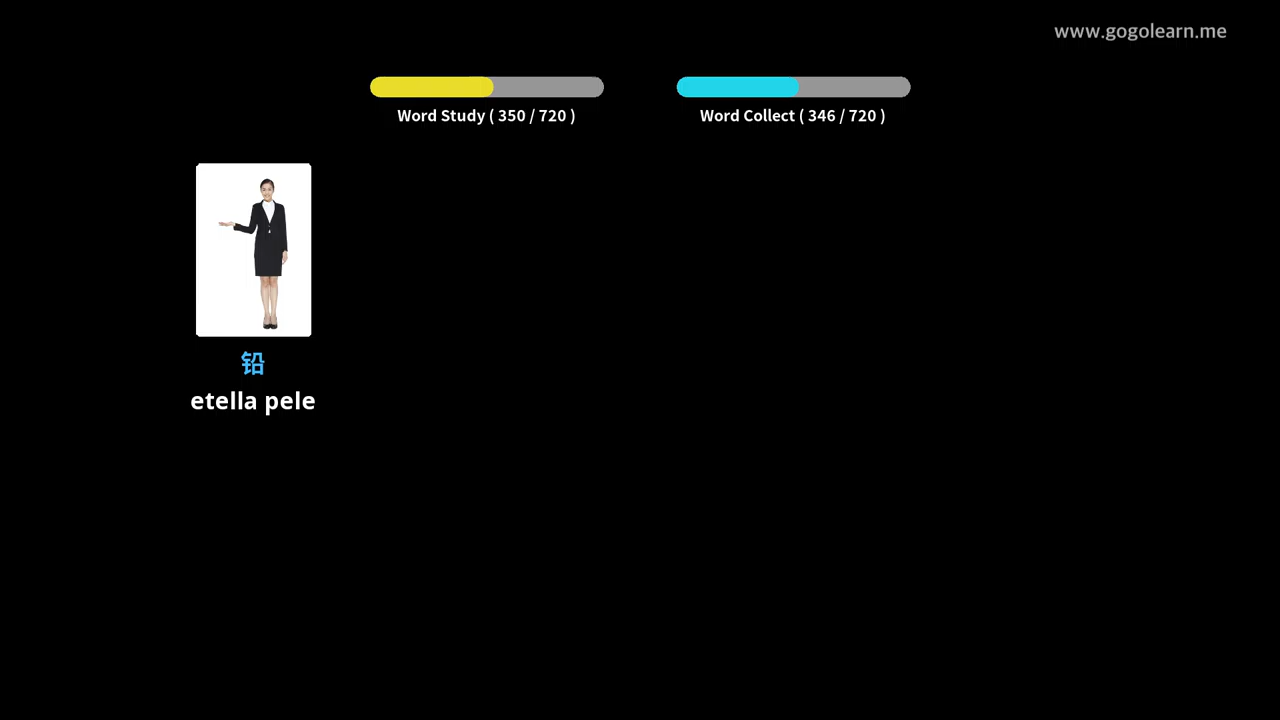 www.gogolearn.me
Word Study ( 350 / 720 )
Word Collect ( 346 / 720 )
铅
etella pele